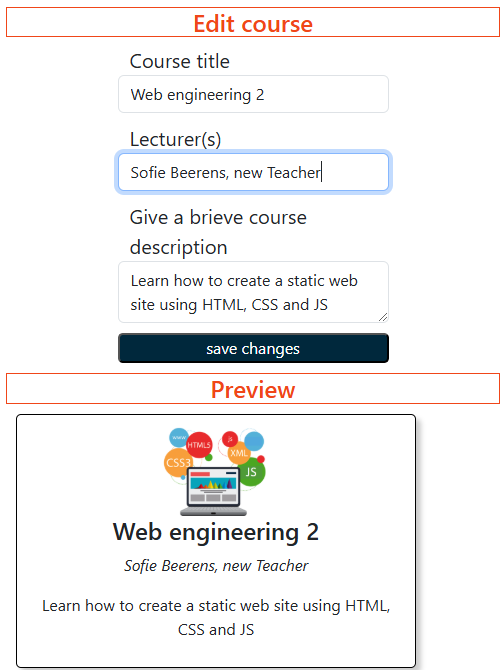 Edit course
Course title
Web engineering 2
Lecturer(s)
Sofie Beerens, new Teacher
Give a brieve course
description
Learn how to create a static web
site using HTML, CSS and JS
save changes
Preview
www
HTML5
js
CSS3
XML
JS
Web engineering 2
Sofie Beerens, new Teacher
Learn how to create a static web site using HTML,
CSS and JS